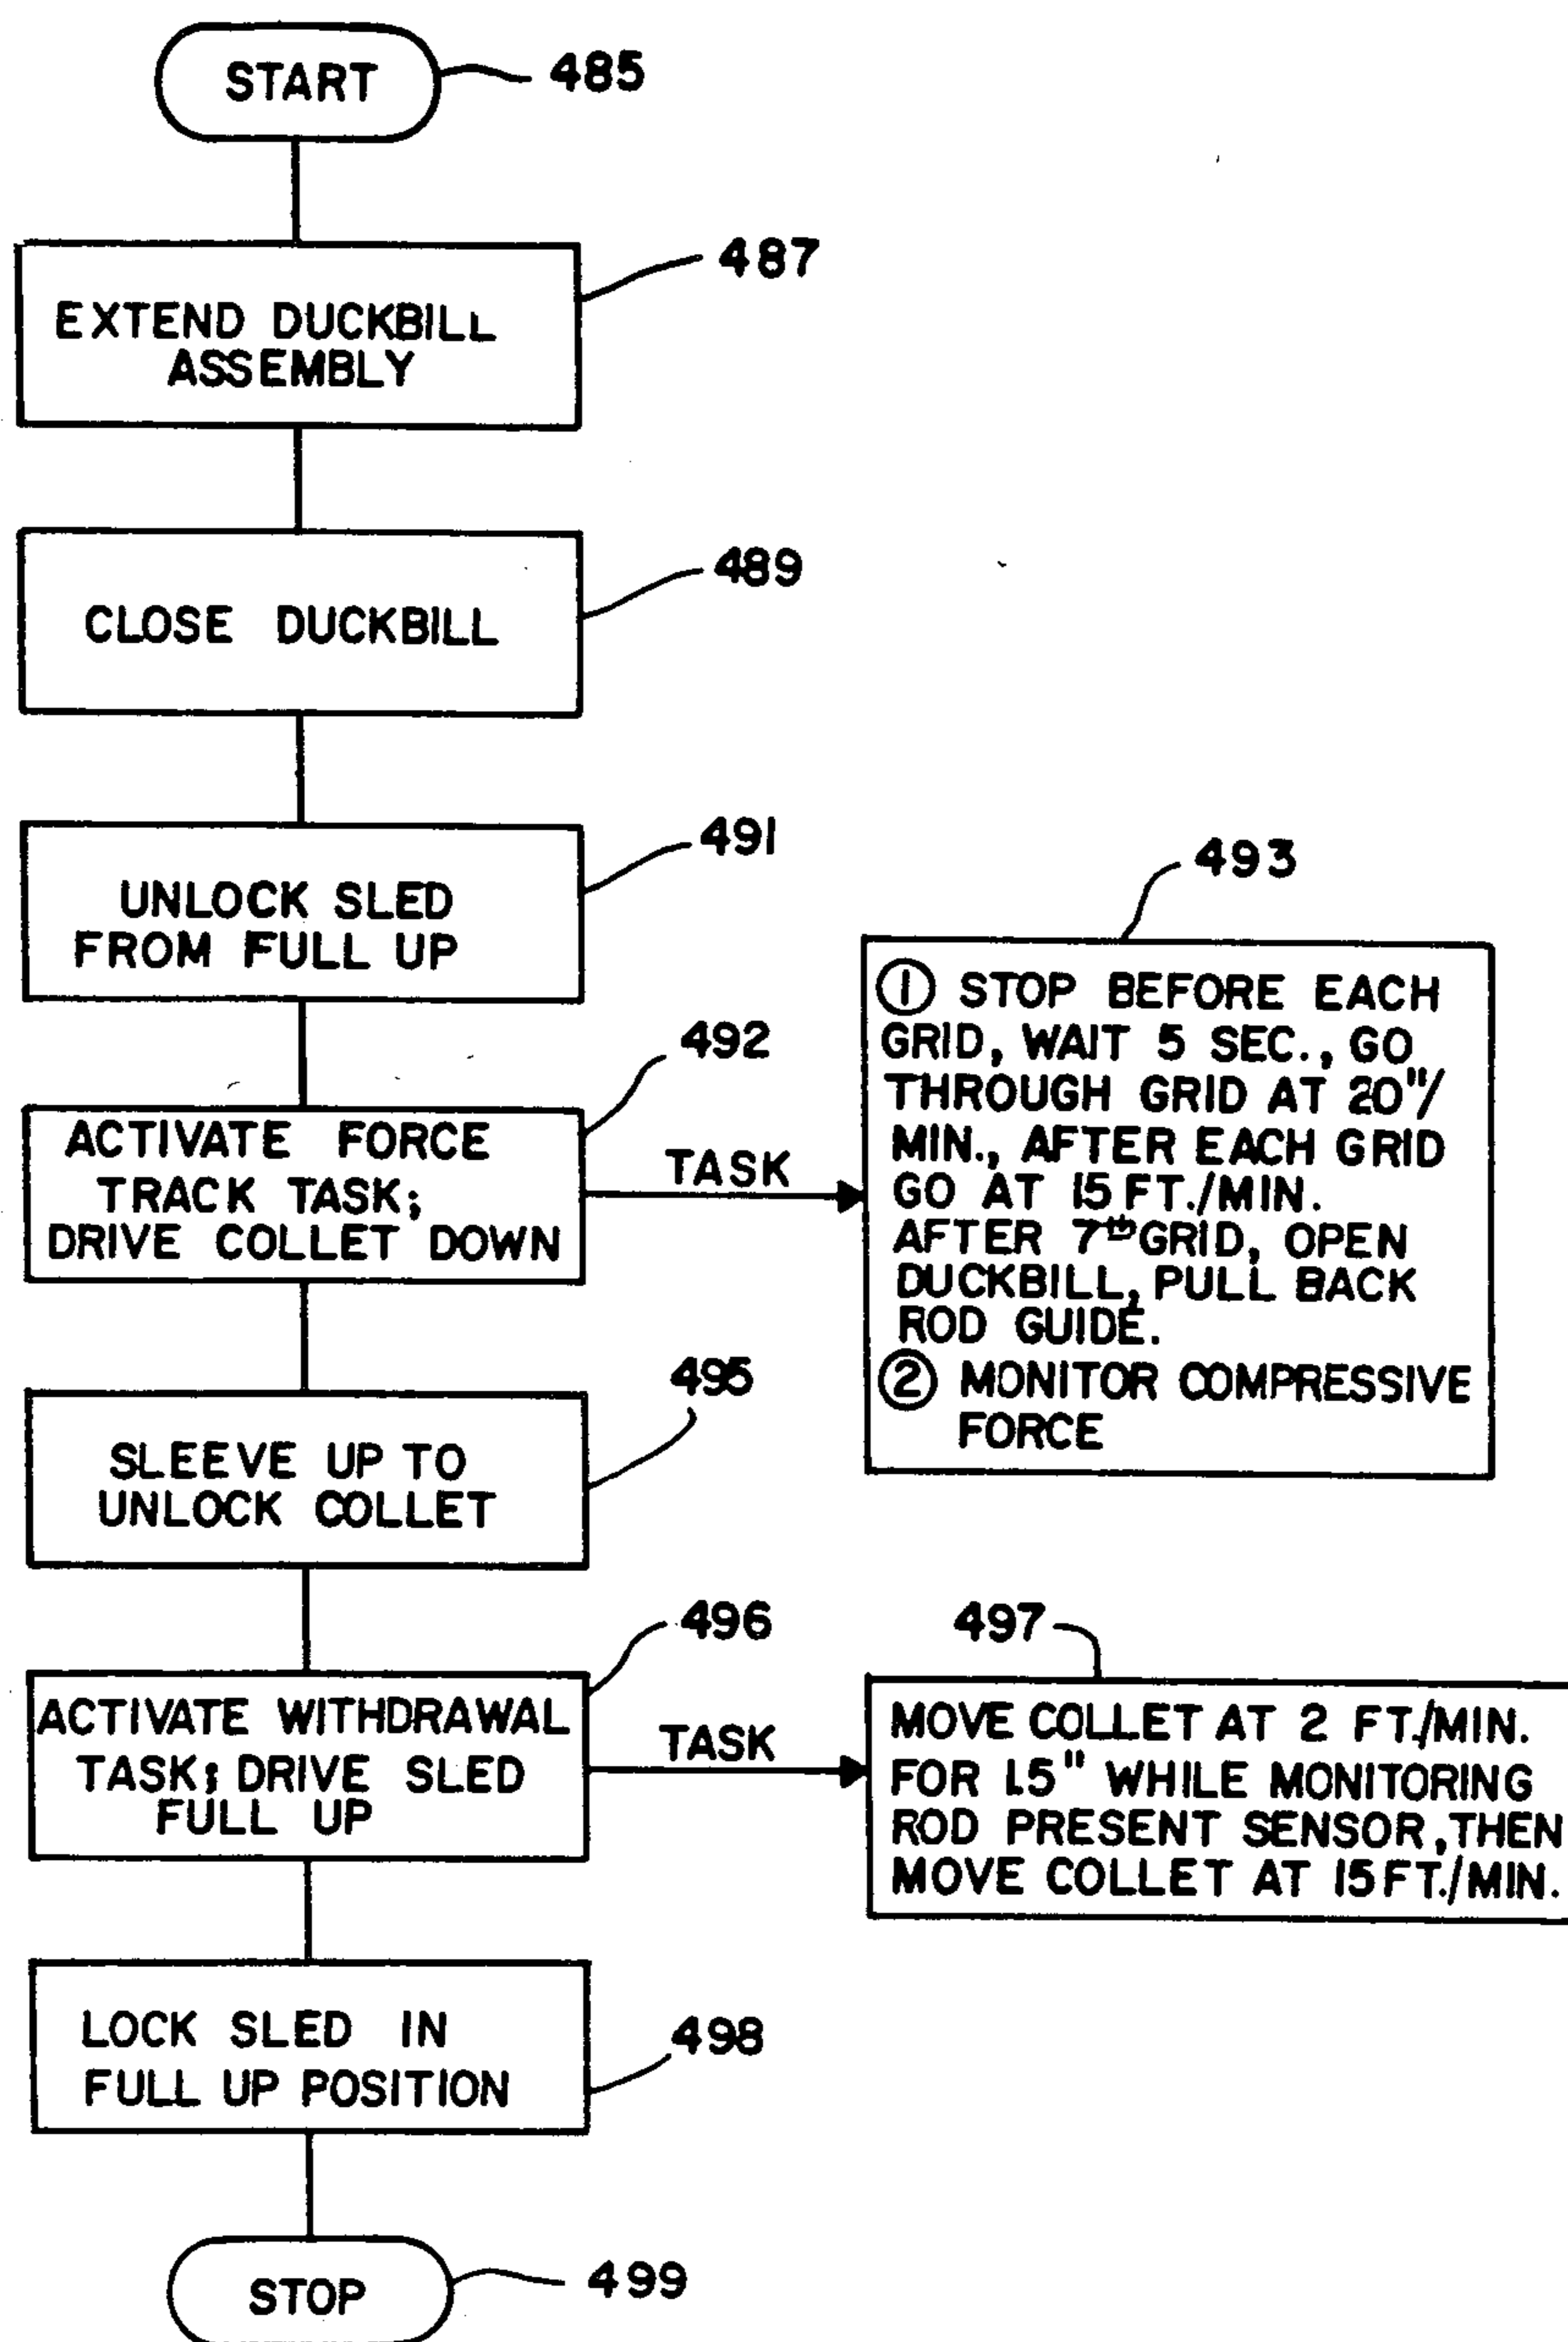 START
485
487
EXTEND DUCKBILL
ASSEMBLY
489
CLOSE DUCKBILL
491
UNLOCK SLED
FROM FULL UP
492
ACTIVATE FORCE
TRACK TASK;
DRIVE COLLET DOWN
TASK
493
① STOP BEFORE EACH
GRID, WAIT 5 SEC., GO
THROUGH GRID AT 20"/
MIN., AFTER EACH GRID
GO AT 15 FT./MIN.
AFTER 7th GRID, OPEN
DUCKBILL, PULL BACK
ROD GUIDE.
② MONITOR COMPRESSIVE
FORCE
495
SLEEVE UP TO
UNLOCK COLLET
496
ACTIVATE WITHDRAWAL
TASK; DRIVE SLED
FULL UP
TASK
497
MOVE COLLET AT 2 FT./MIN.
FOR 1.5" WHILE MONITORING
ROD PRESENT SENSOR, THEN
MOVE COLLET AT 15 FT./MIN.
498
LOCK SLED IN
FULL UP POSITION
STOP
499